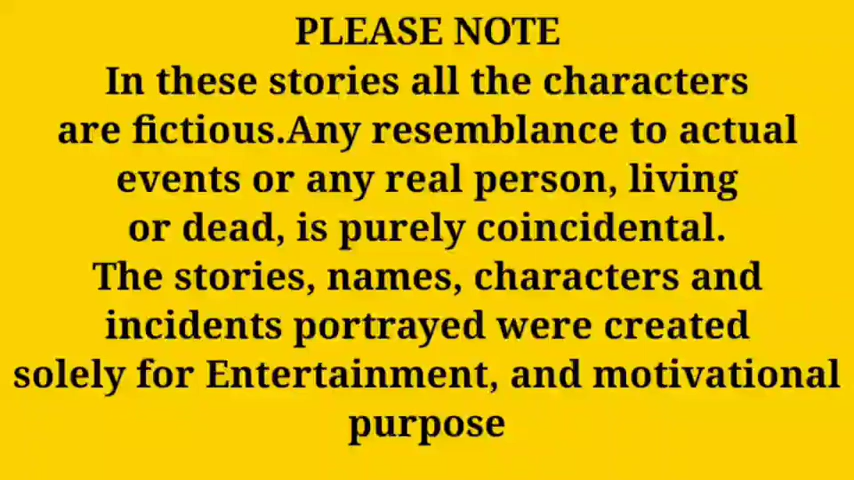 PLEASE NOTE
In these stories all the characters
are fictious.Any resemblance to actual
events or any real person, living
or dead, is purely coincidental.
The stories, names, characters and
incidents portrayed were created
solely for Entertainment, and motivational
purpose